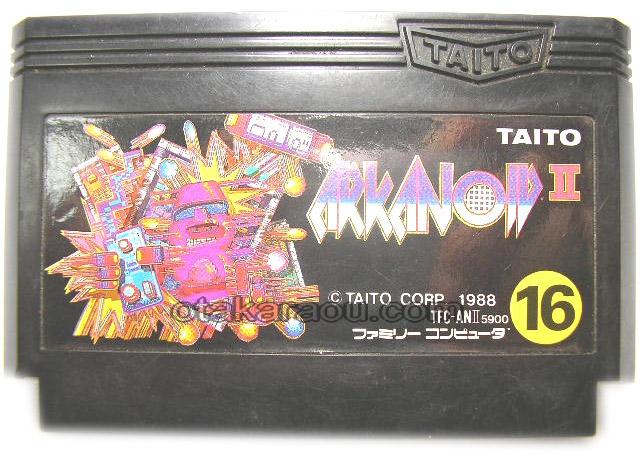 TAITO
TAITO
ARKANOID II
© TAITO CORP. 1988
TFC-ANII 5900
ファミリー コンピュータ
16
otakaraou.com